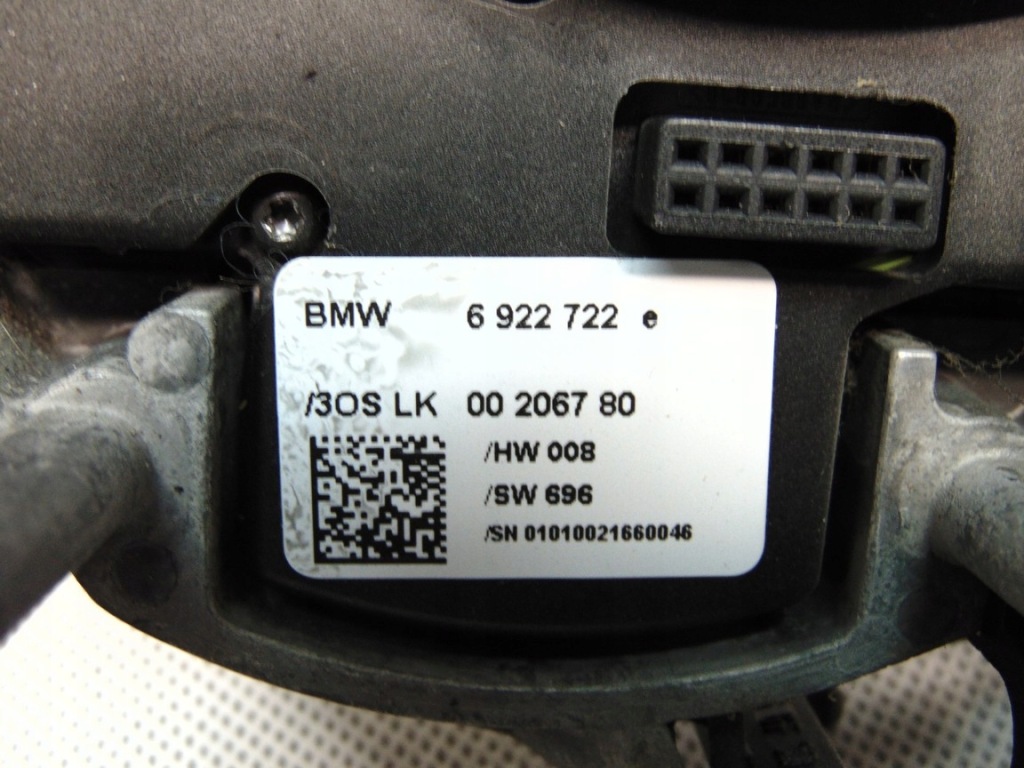 BMW 6 922 722 e
/3OS LK 00 2067 80
/HW 008
/SW 696
/SN 01010021660046